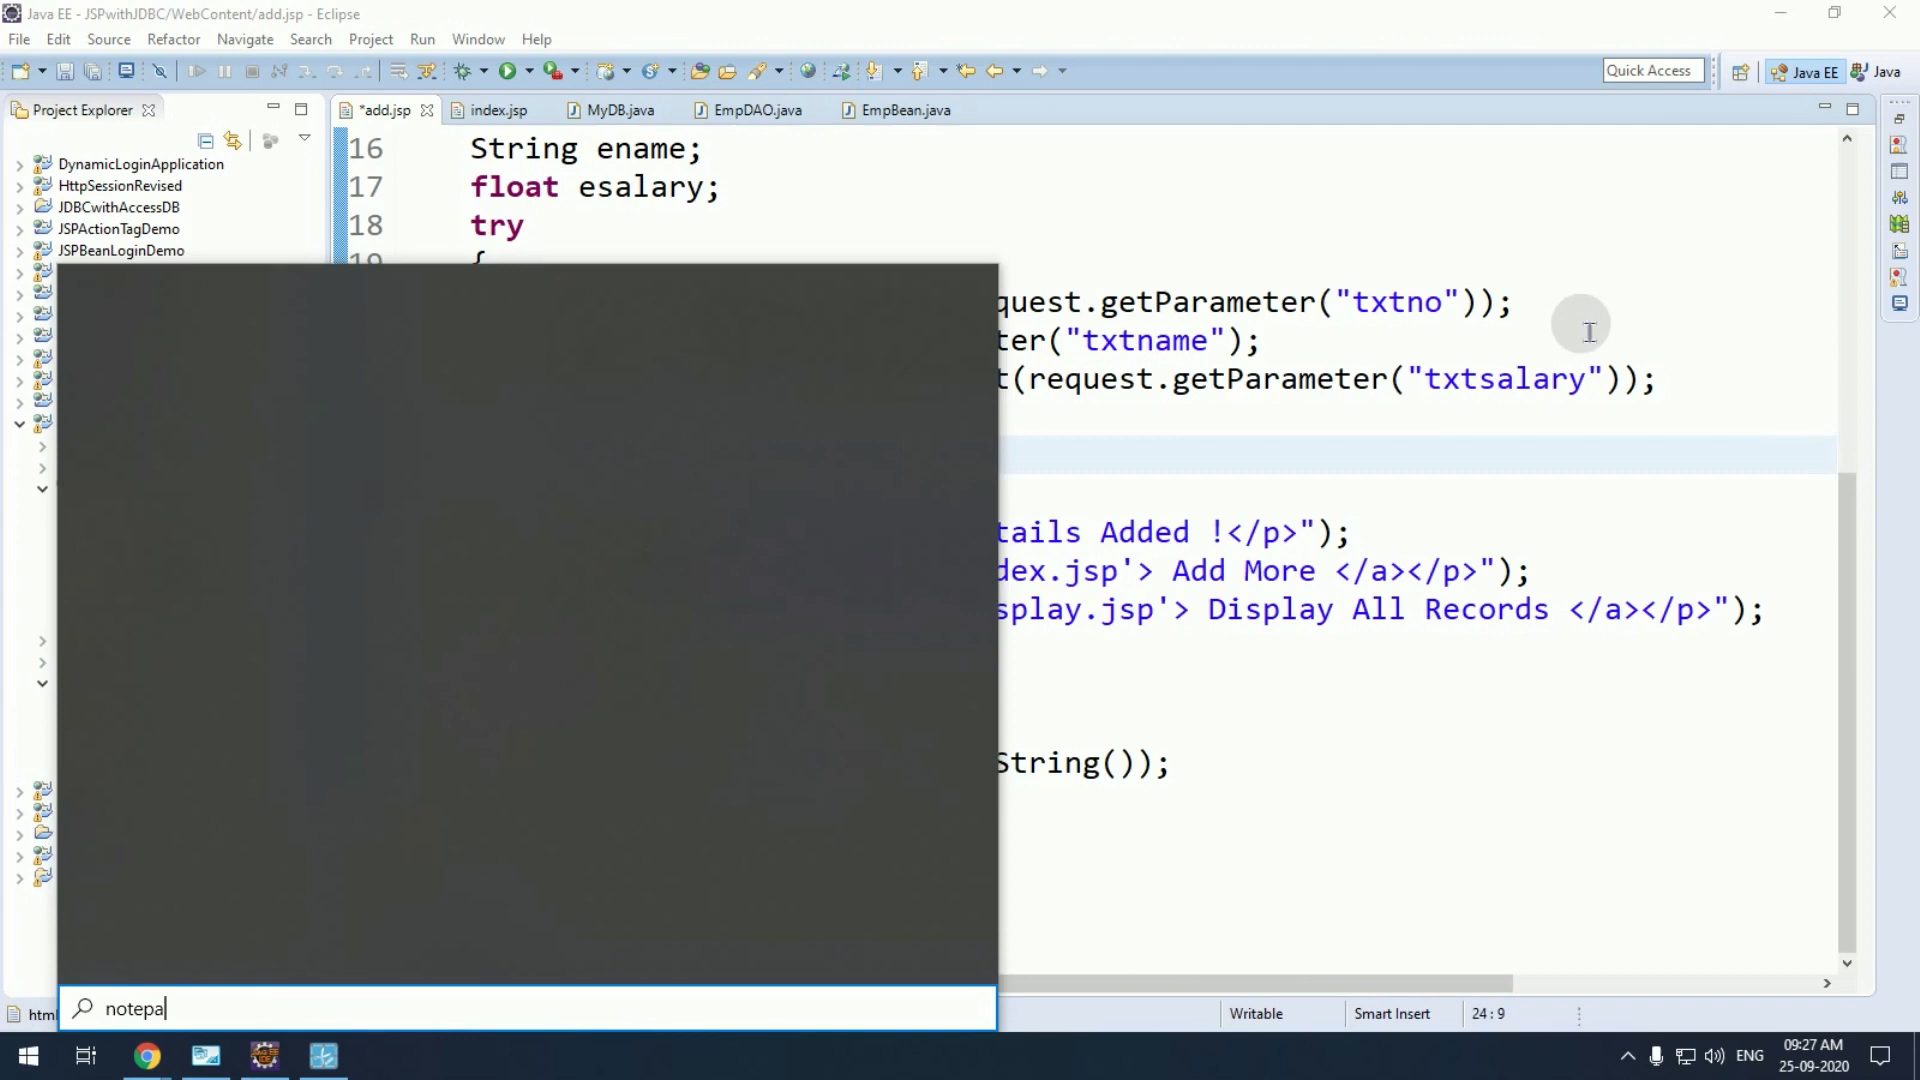 Java EE - JSPwithJDBC/WebContent/add.jsp - Eclipse
File Edit Source Refactor Navigate Search Project Run Window Help
Quick Access
Java EE
Java
Project Explorer
*add.jsp
index.jsp
MyDB.java
EmpDAO.java
EmpBean.java
DynamicLoginApplication
HttpSessionRevised
JDBCwithAccessDB
JSPActionTagDemo
JSPBeanLoginDemo
16 String ename;
17 float esalary;
18 try
19 {
quest.getParameter("txtno"));
ter("txtname");
t(request.getParameter("txtsalary"));
tails Added !</p>");
dex.jsp'> Add More </a></p>");
splay.jsp'> Display All Records </a></p>");
String());
notepa
html
Writable
Smart Insert
24 : 9
ENG
09:27 AM
25-09-2020